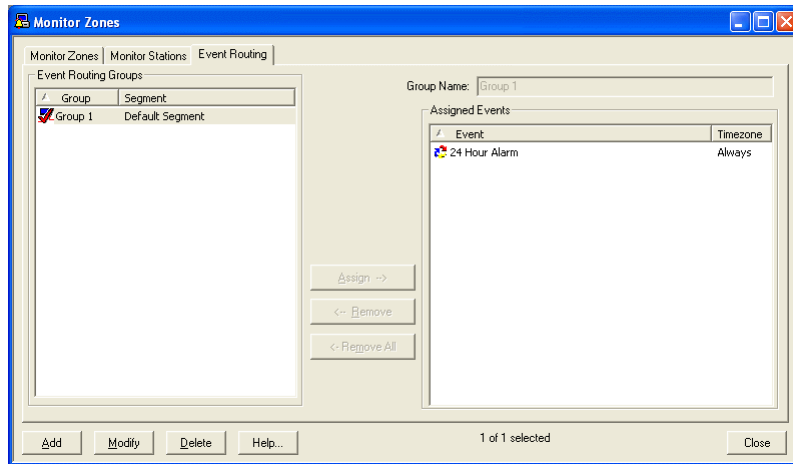 Monitor Zones
Monitor Zones Monitor Stations Event Routing
Event Routing Groups
Group Segment
Group 1 Default Segment
Group Name: Group 1
Assigned Events
Event Timezone
24 Hour Alarm Always
Assign -->
<-- Remove
<- Remove All
Add Modify Delete Help... 1 of 1 selected Close